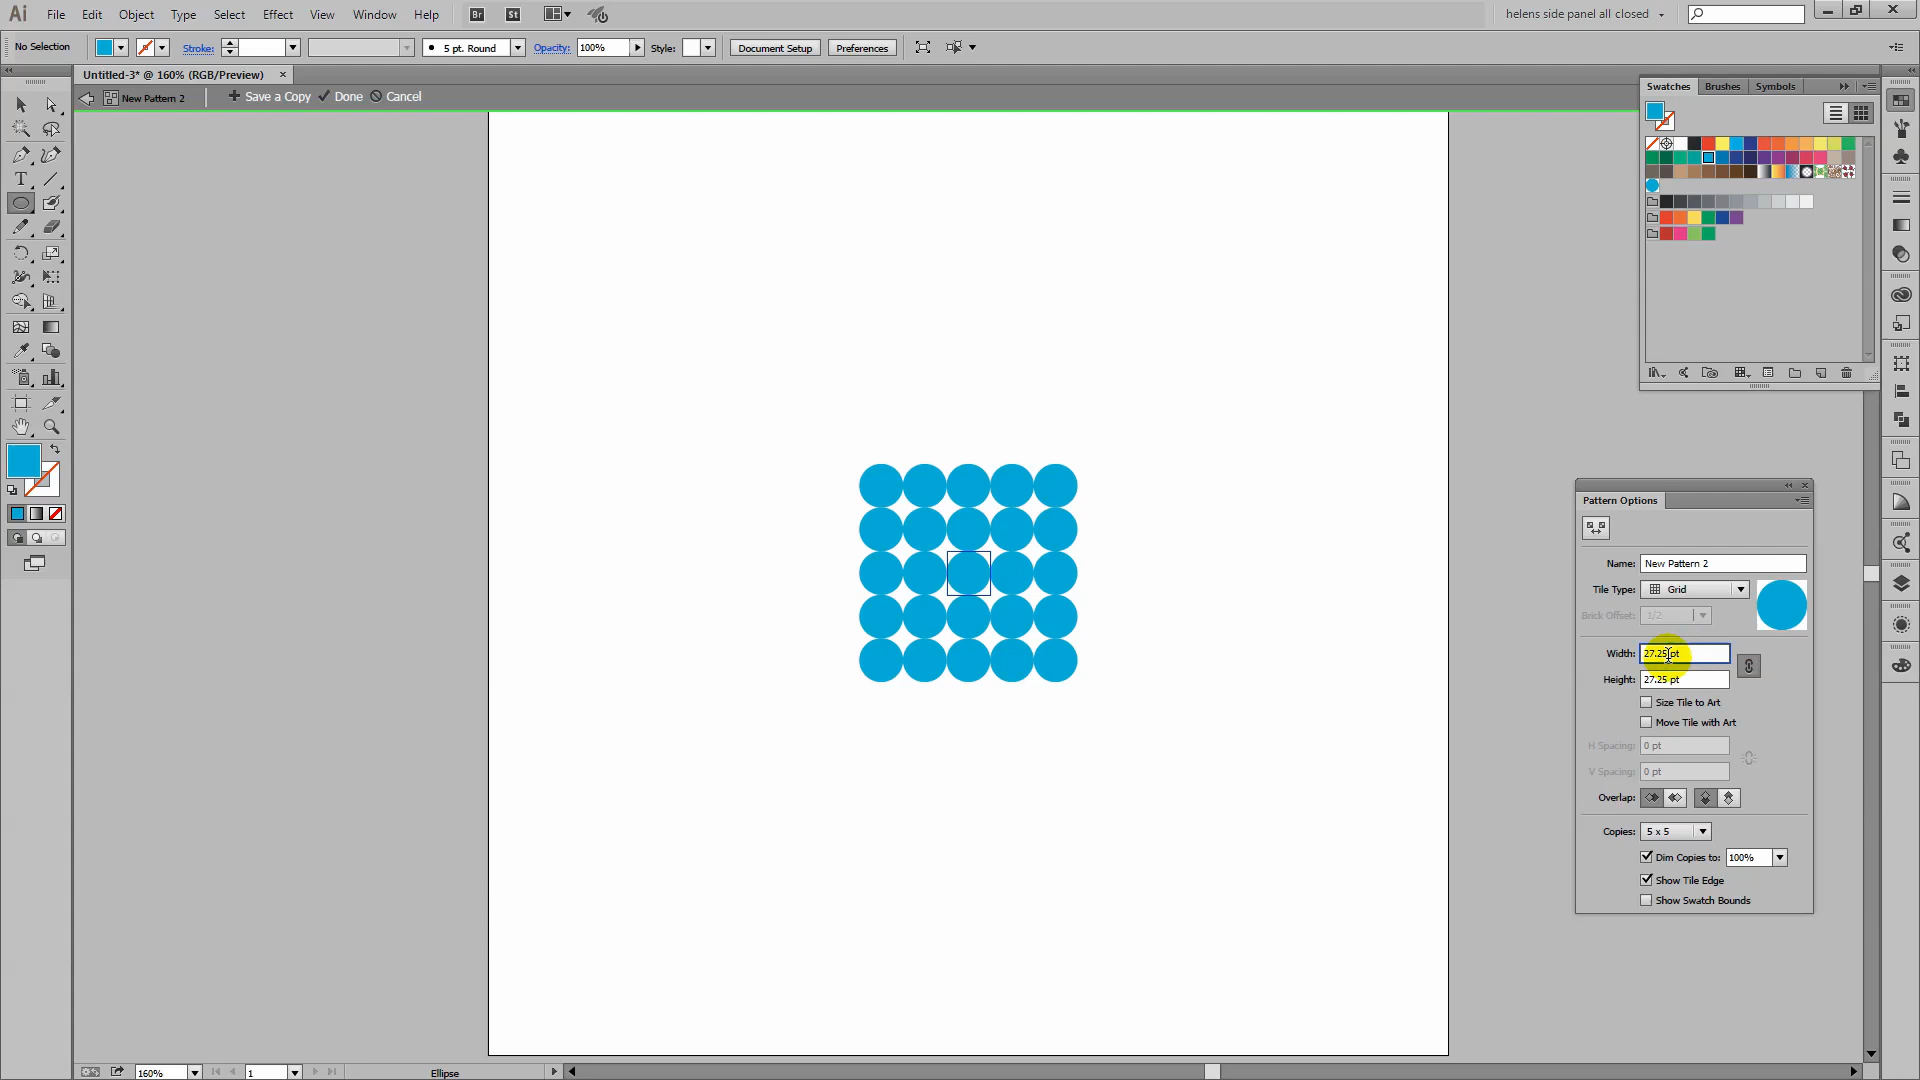 Ai File Edit Object Type Select Effect View Window Help Br St helens side panel all closed
No Selection Stroke: 5 pt. Round Opacity: 100% Style: Document Setup Preferences
Untitled-3* @ 160% (RGB/Preview)
New Pattern 2 Save a Copy Done Cancel
Swatches Brushes Symbols
Pattern Options
Name: New Pattern 2
Tile Type: Grid
Brick Offset: 1/2
Width: 27.25 pt
Height: 27.25 pt
Size Tile to Art
Move Tile with Art
H Spacing: 0 pt
V Spacing: 0 pt
Overlap:
Copies: 5 x 5
Dim Copies to: 100%
Show Tile Edge
Show Swatch Bounds
160% 1 Ellipse